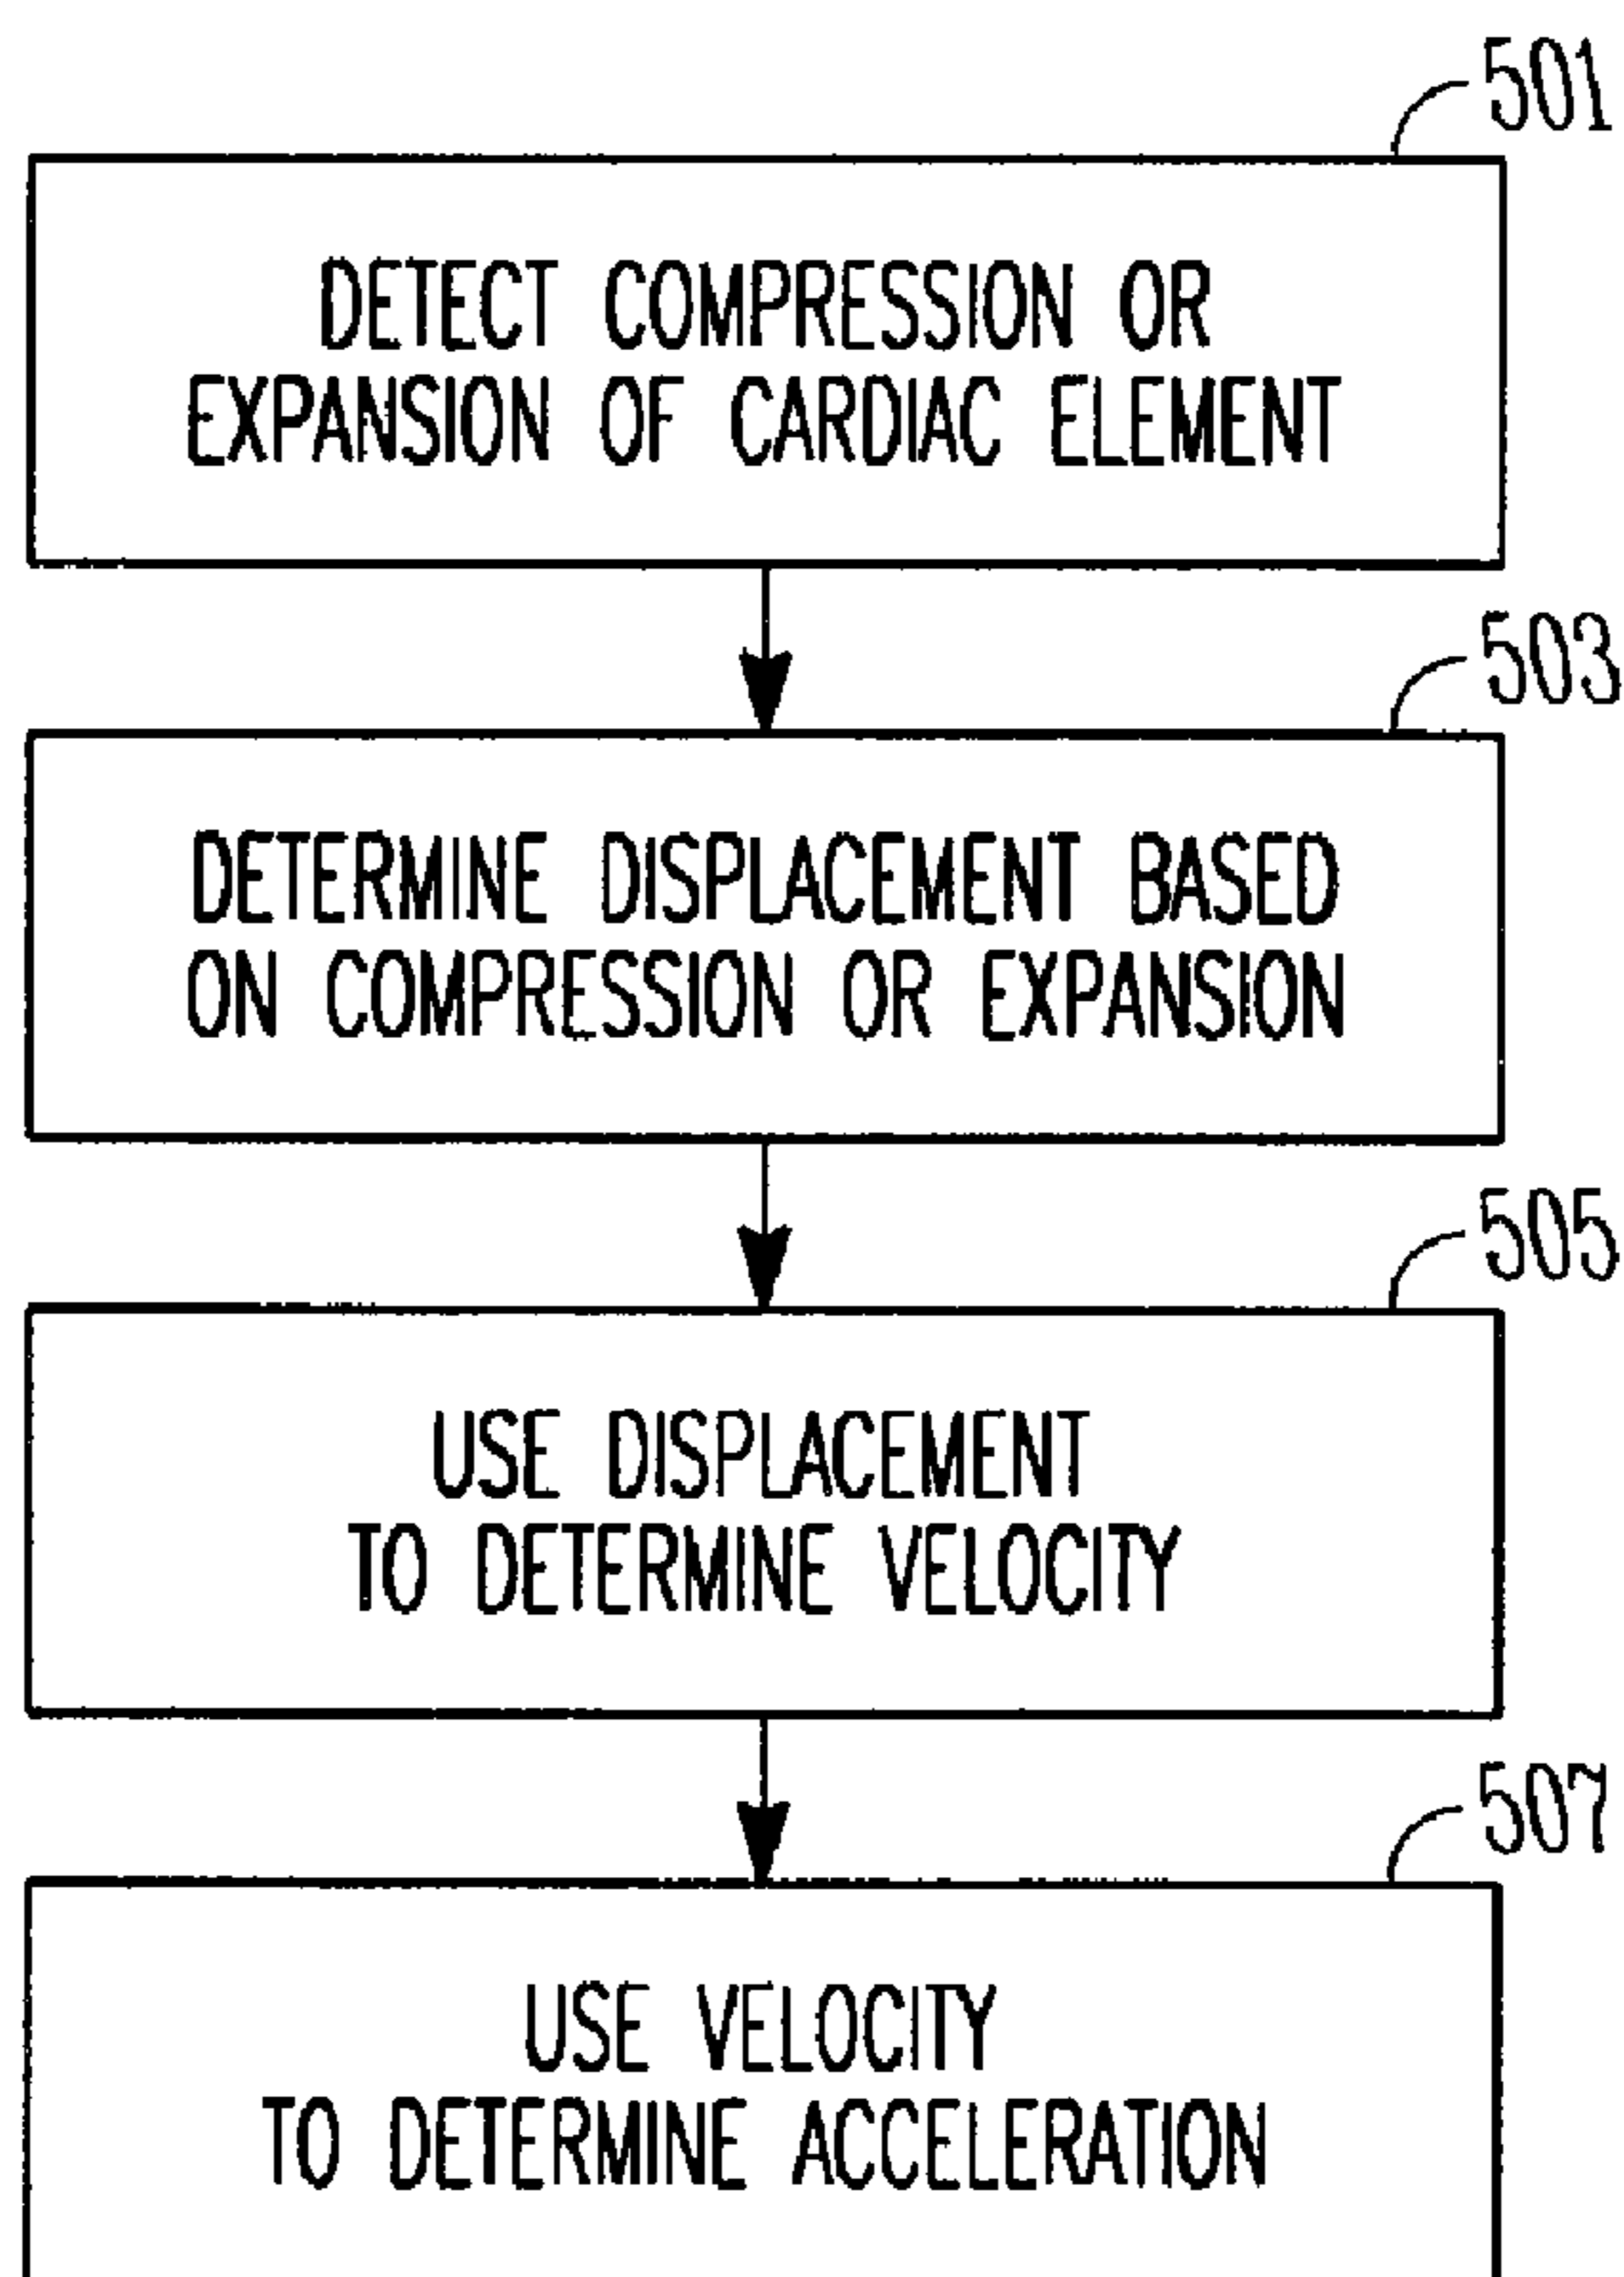 501
DETECT COMPRESSION OR
EXPANSION OF CARDIAC ELEMENT
503
DETERMINE DISPLACEMENT BASED
ON COMPRESSION OR EXPANSION
505
USE DISPLACEMENT
TO DETERMINE VELOCITY
507
USE VELOCITY
TO DETERMINE ACCELERATION